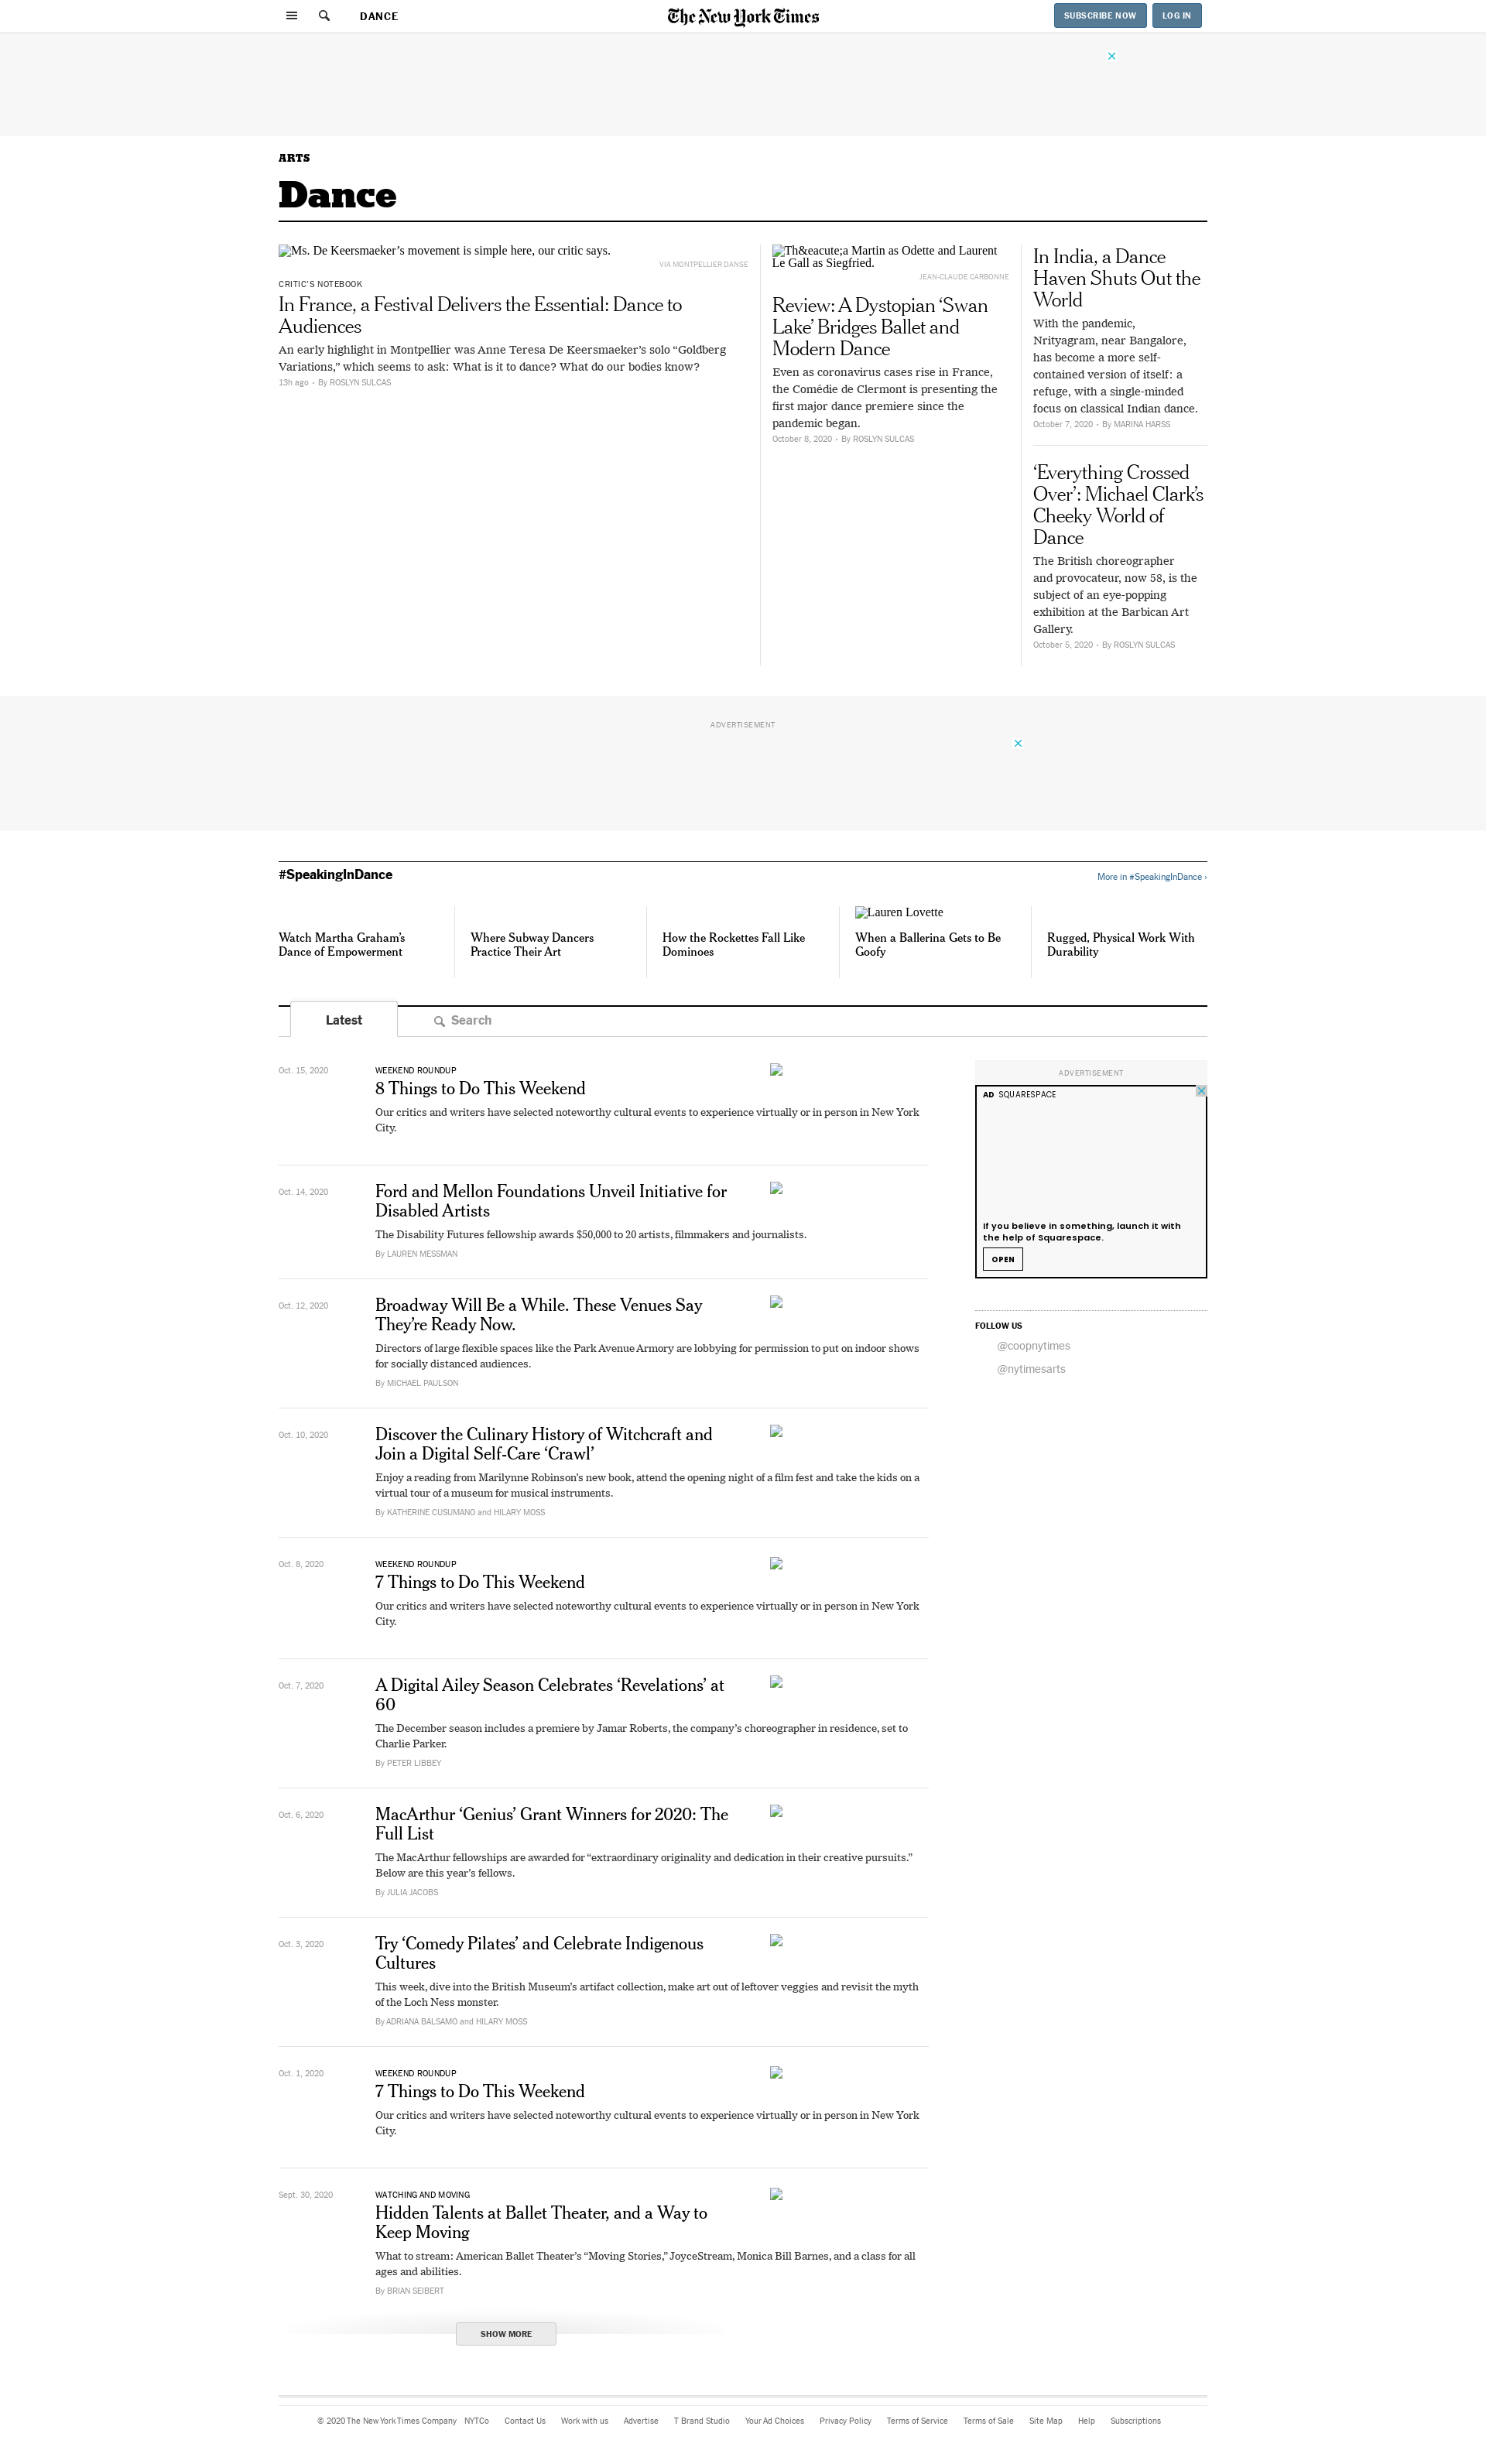 DANCE
The New York Times
SUBSCRIBE NOW
LOG IN
ARTS
Dance
Ms. De Keersmaeker’s movement is simple here, our critic says.
VIA MONTPELLIER DANSE
CRITIC’S NOTEBOOK
In France, a Festival Delivers the Essential: Dance to
Audiences
An early highlight in Montpellier was Anne Teresa De Keersmaeker’s solo “Goldberg
Variations,” which seems to ask: What is it to dance? What do our bodies know?
13h ago • By ROSLYN SULCAS
Th&eacute;a Martin as Odette and Laurent
Le Gall as Siegfried.
JEAN-CLAUDE CARBONNE
Review: A Dystopian ‘Swan
Lake’ Bridges Ballet and
Modern Dance
Even as coronavirus cases rise in France,
the Comédie de Clermont is presenting the
first major dance premiere since the
pandemic began.
October 8, 2020 • By ROSLYN SULCAS
In India, a Dance
Haven Shuts Out the
World
With the pandemic,
Nrityagram, near Bangalore,
has become a more self-
contained version of itself: a
refuge, with a single-minded
focus on classical Indian dance.
October 7, 2020 • By MARINA HARSS
‘Everything Crossed
Over’: Michael Clark’s
Cheeky World of
Dance
The British choreographer
and provocateur, now 58, is the
subject of an eye-popping
exhibition at the Barbican Art
Gallery.
October 5, 2020 • By ROSLYN SULCAS
ADVERTISEMENT
#SpeakingInDance
More in #SpeakingInDance ›
Watch Martha Graham’s
Dance of Empowerment
Where Subway Dancers
Practice Their Art
How the Rockettes Fall Like
Dominoes
Lauren Lovette
When a Ballerina Gets to Be
Goofy
Rugged, Physical Work With
Durability
Latest
Search
Oct. 15, 2020
WEEKEND ROUNDUP
8 Things to Do This Weekend
Our critics and writers have selected noteworthy cultural events to experience virtually or in person in New York
City.
Oct. 14, 2020
Ford and Mellon Foundations Unveil Initiative for
Disabled Artists
The Disability Futures fellowship awards $50,000 to 20 artists, filmmakers and journalists.
By LAUREN MESSMAN
Oct. 12, 2020
Broadway Will Be a While. These Venues Say
They’re Ready Now.
Directors of large flexible spaces like the Park Avenue Armory are lobbying for permission to put on indoor shows
for socially distanced audiences.
By MICHAEL PAULSON
Oct. 10, 2020
Discover the Culinary History of Witchcraft and
Join a Digital Self-Care ‘Crawl’
Enjoy a reading from Marilynne Robinson’s new book, attend the opening night of a film fest and take the kids on a
virtual tour of a museum for musical instruments.
By KATHERINE CUSUMANO and HILARY MOSS
Oct. 8, 2020
WEEKEND ROUNDUP
7 Things to Do This Weekend
Our critics and writers have selected noteworthy cultural events to experience virtually or in person in New York
City.
Oct. 7, 2020
A Digital Ailey Season Celebrates ‘Revelations’ at
60
The December season includes a premiere by Jamar Roberts, the company’s choreographer in residence, set to
Charlie Parker.
By PETER LIBBEY
Oct. 6, 2020
MacArthur ‘Genius’ Grant Winners for 2020: The
Full List
The MacArthur fellowships are awarded for “extraordinary originality and dedication in their creative pursuits.”
Below are this year’s fellows.
By JULIA JACOBS
Oct. 3, 2020
Try ‘Comedy Pilates’ and Celebrate Indigenous
Cultures
This week, dive into the British Museum’s artifact collection, make art out of leftover veggies and revisit the myth
of the Loch Ness monster.
By ADRIANA BALSAMO and HILARY MOSS
Oct. 1, 2020
WEEKEND ROUNDUP
7 Things to Do This Weekend
Our critics and writers have selected noteworthy cultural events to experience virtually or in person in New York
City.
Sept. 30, 2020
WATCHING AND MOVING
Hidden Talents at Ballet Theater, and a Way to
Keep Moving
What to stream: American Ballet Theater’s “Moving Stories,” JoyceStream, Monica Bill Barnes, and a class for all
ages and abilities.
By BRIAN SEIBERT
SHOW MORE
ADVERTISEMENT
AD SQUARESPACE
If you believe in something, launch it with
the help of Squarespace.
OPEN
FOLLOW US
@coopnytimes
@nytimesarts
© 2020 The New York Times Company NYTCo Contact Us Work with us Advertise T Brand Studio Your Ad Choices Privacy Policy Terms of Service Terms of Sale Site Map Help Subscriptions